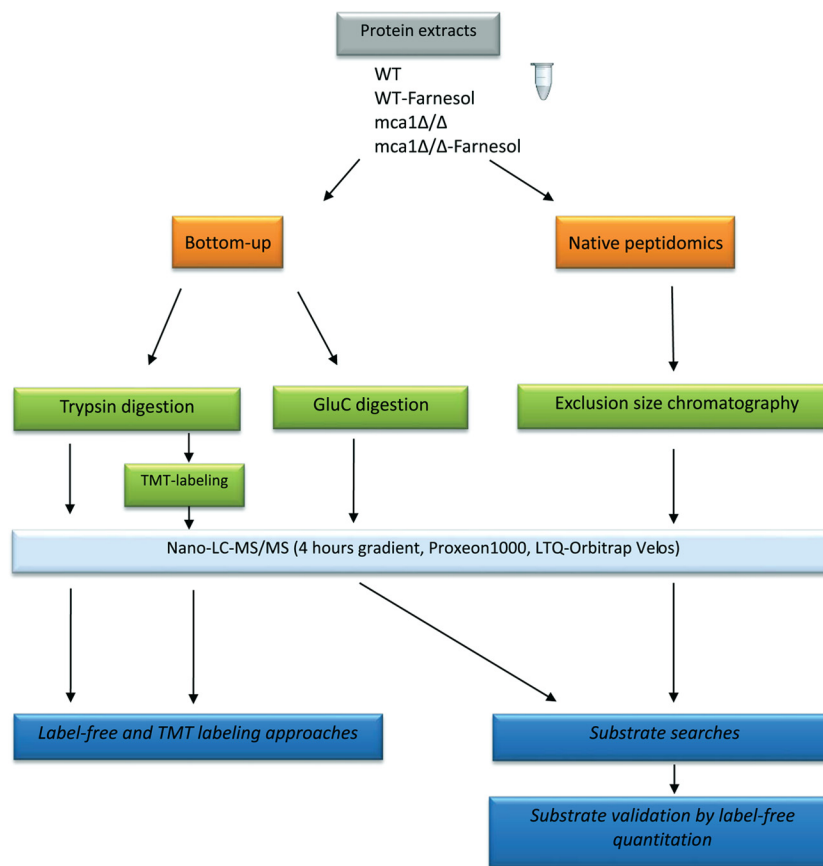 Protein extracts
WT
WT-Farnesol
mca1Δ/Δ
mca1Δ/Δ-Farnesol
Bottom-up
Native peptidomics
Trypsin digestion
GluC digestion
Exclusion size chromatography
TMT-labeling
Nano-LC-MS/MS (4 hours gradient, Proxeon1000, LTQ-Orbitrap Velos)
Label-free and TMT labeling approaches
Substrate searches
Substrate validation by label-free
quantitation